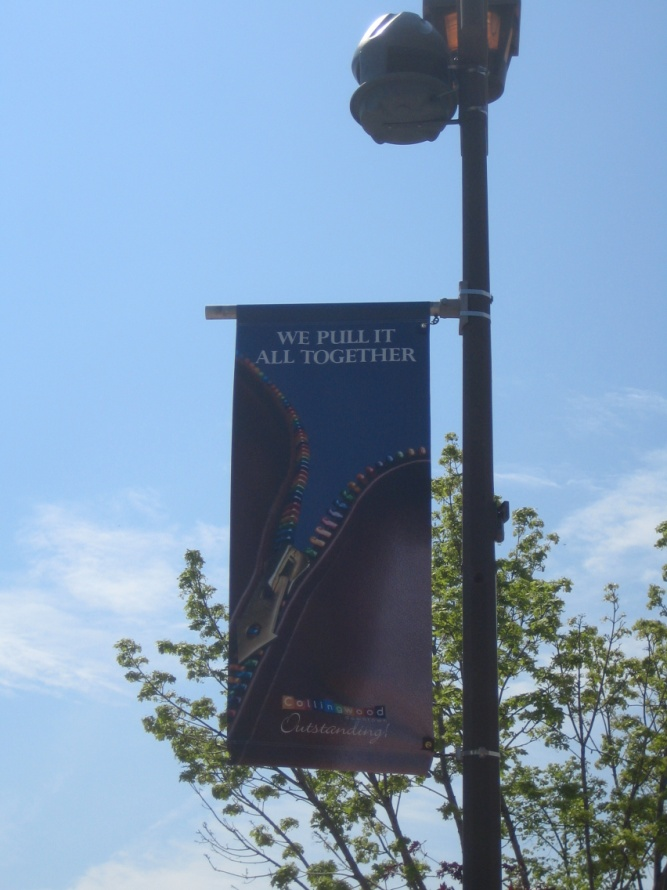 WE PULL IT
ALL TOGETHER
Collingwood
Outstanding!